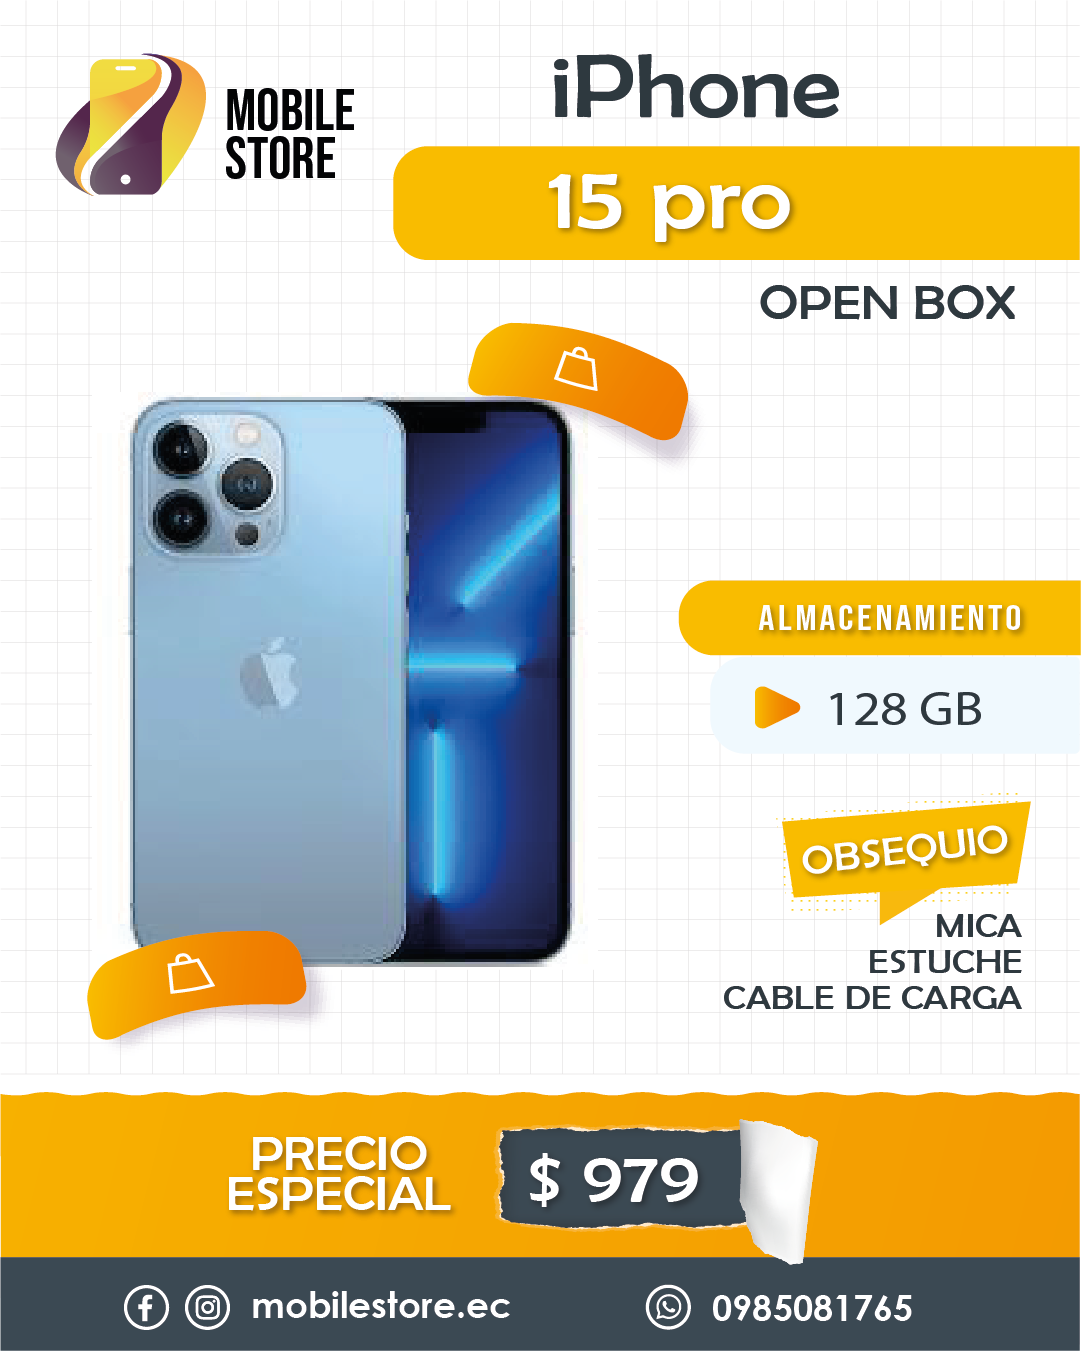 MOBILE
STORE
iPhone
15 pro
OPEN BOX
ALMACENAMIENTO
128 GB
OBSEQUIO
MICA
ESTUCHE
CABLE DE CARGA
PRECIO
ESPECIAL
$ 979
mobilestore.ec
0985081765